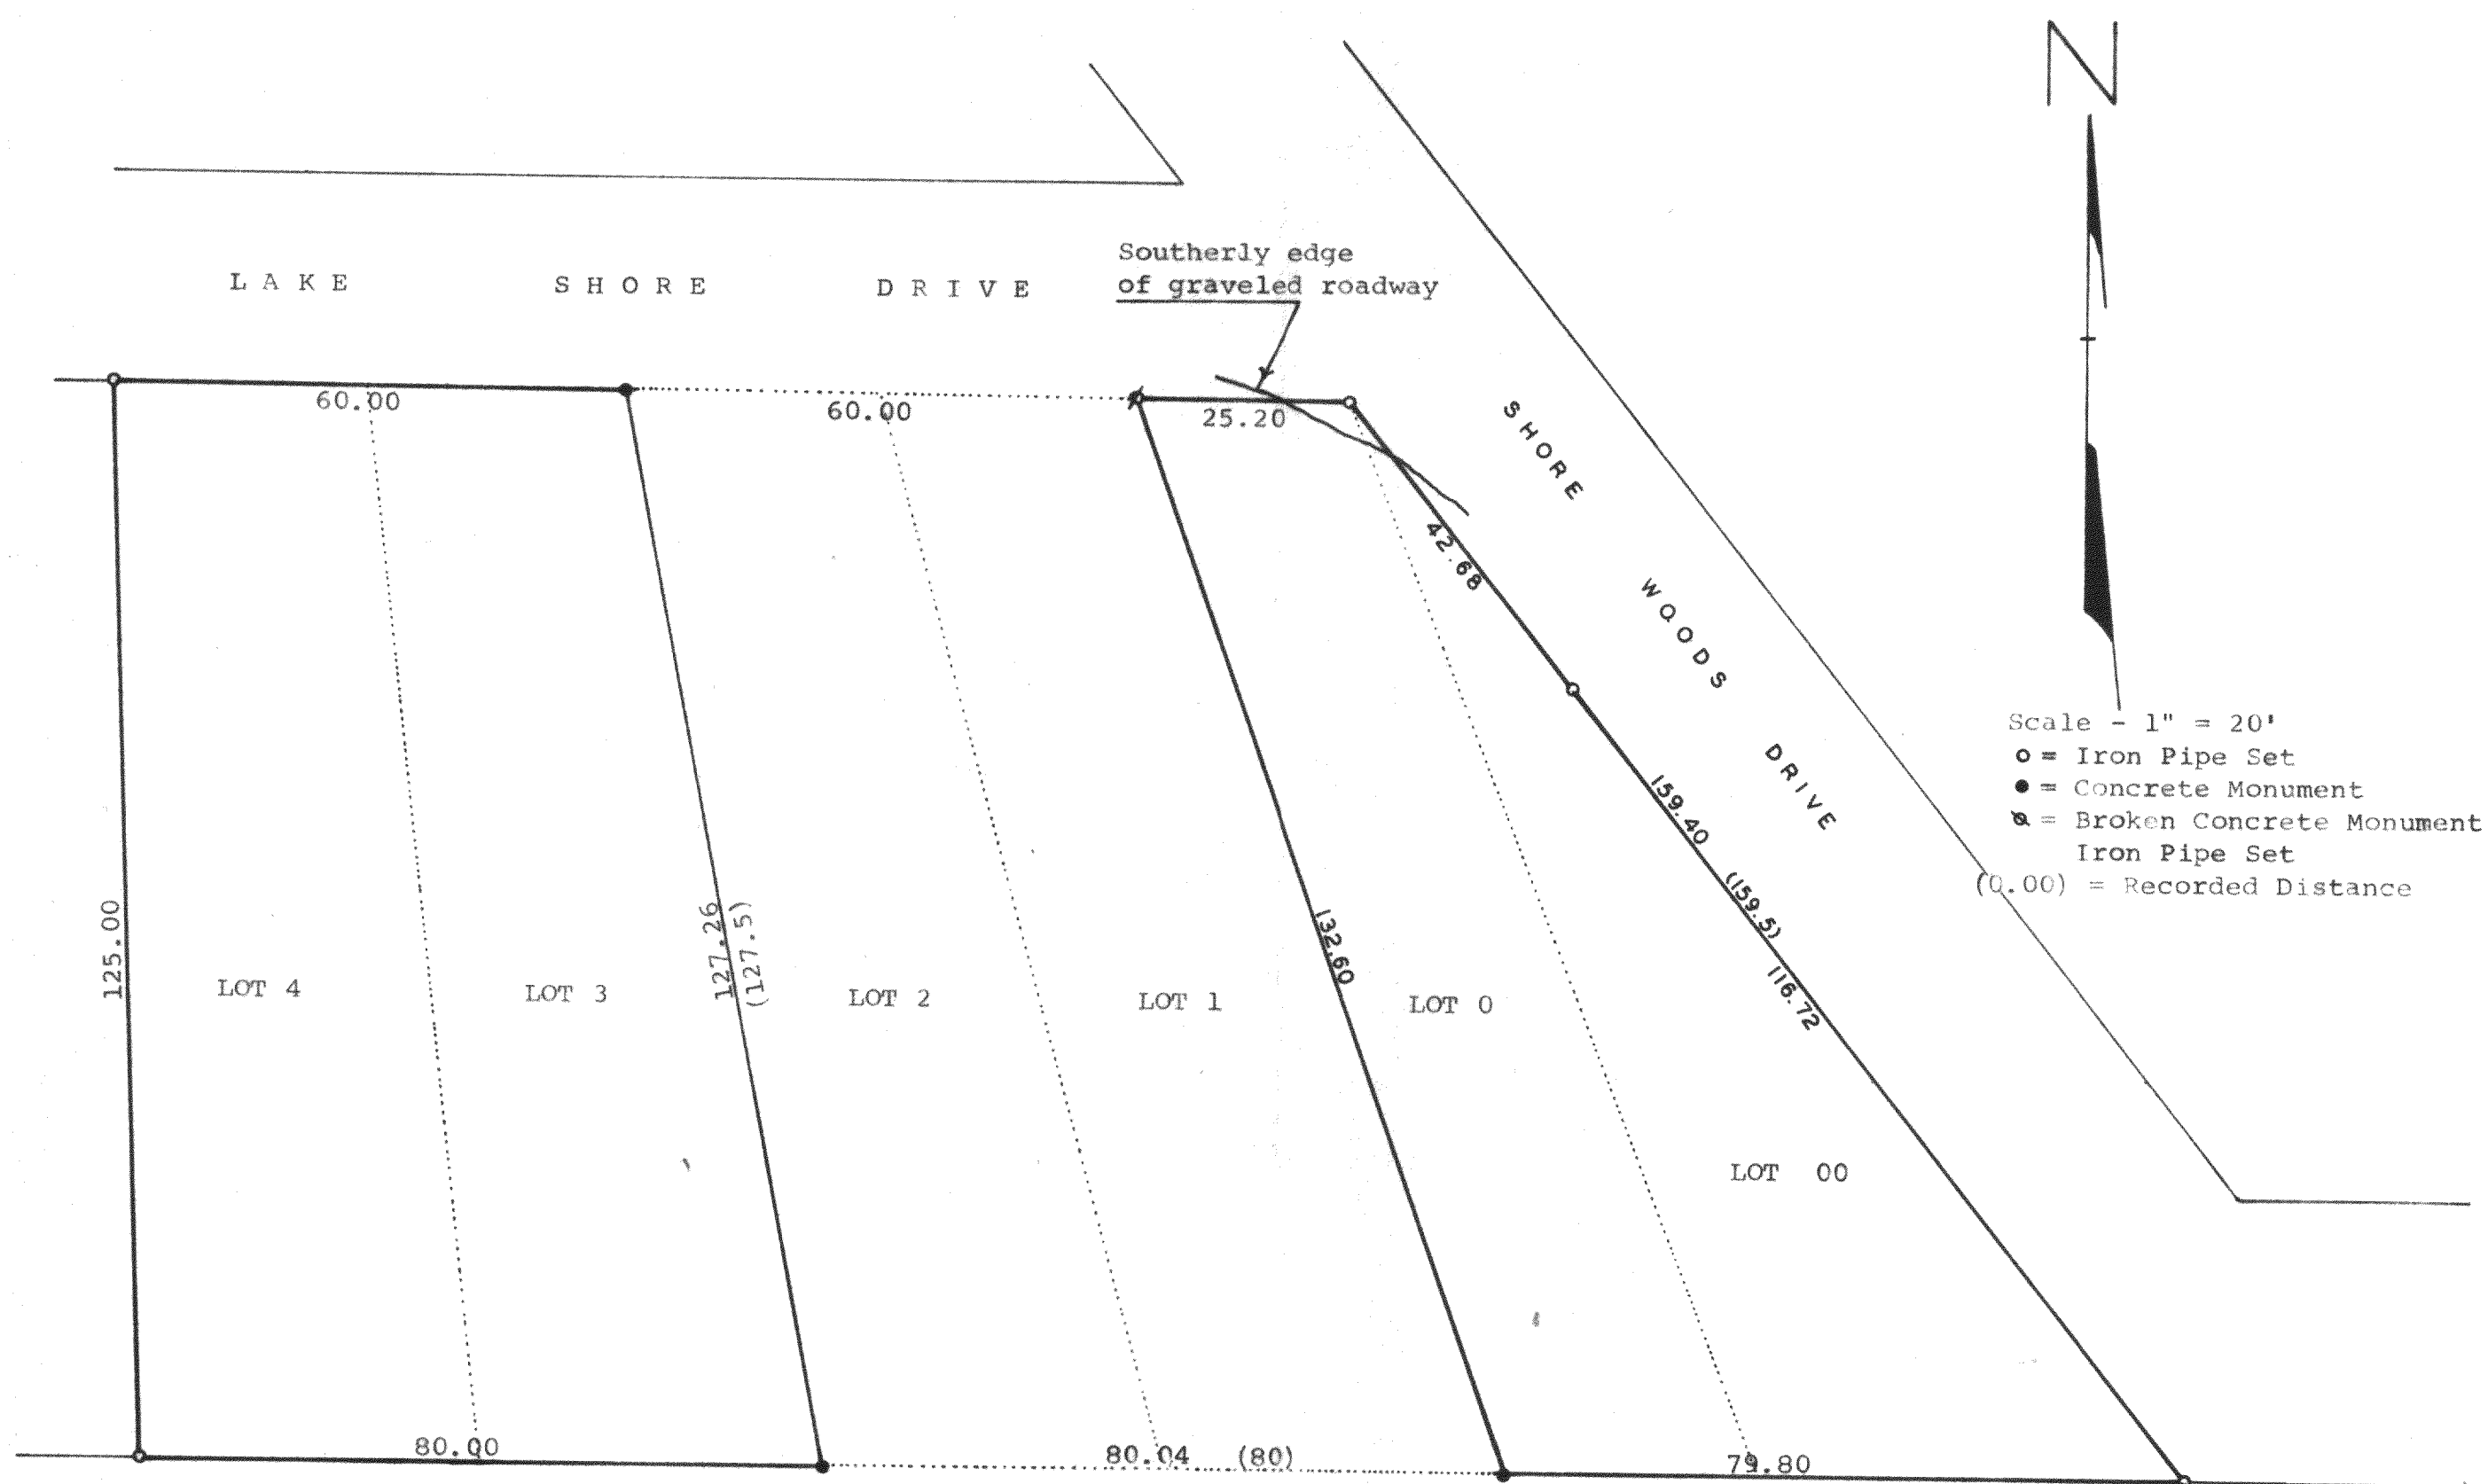 N
Southerly edge
of graveled roadway
LAKE SHORE DRIVE
60.00
60.00
25.20
SHORE WOODS DRIVE
42.68
Scale - 1" = 20'
= Iron Pipe Set
= Concrete Monument
= Broken Concrete Monument
Iron Pipe Set
(0.00) = Recorded Distance
159.40
(159.5)
116.72
125.00
127.26
(127.5)
132.60
LOT 4
LOT 3
LOT 2
LOT 1
LOT 0
LOT 00
80.00
80.04 (80)
79.80